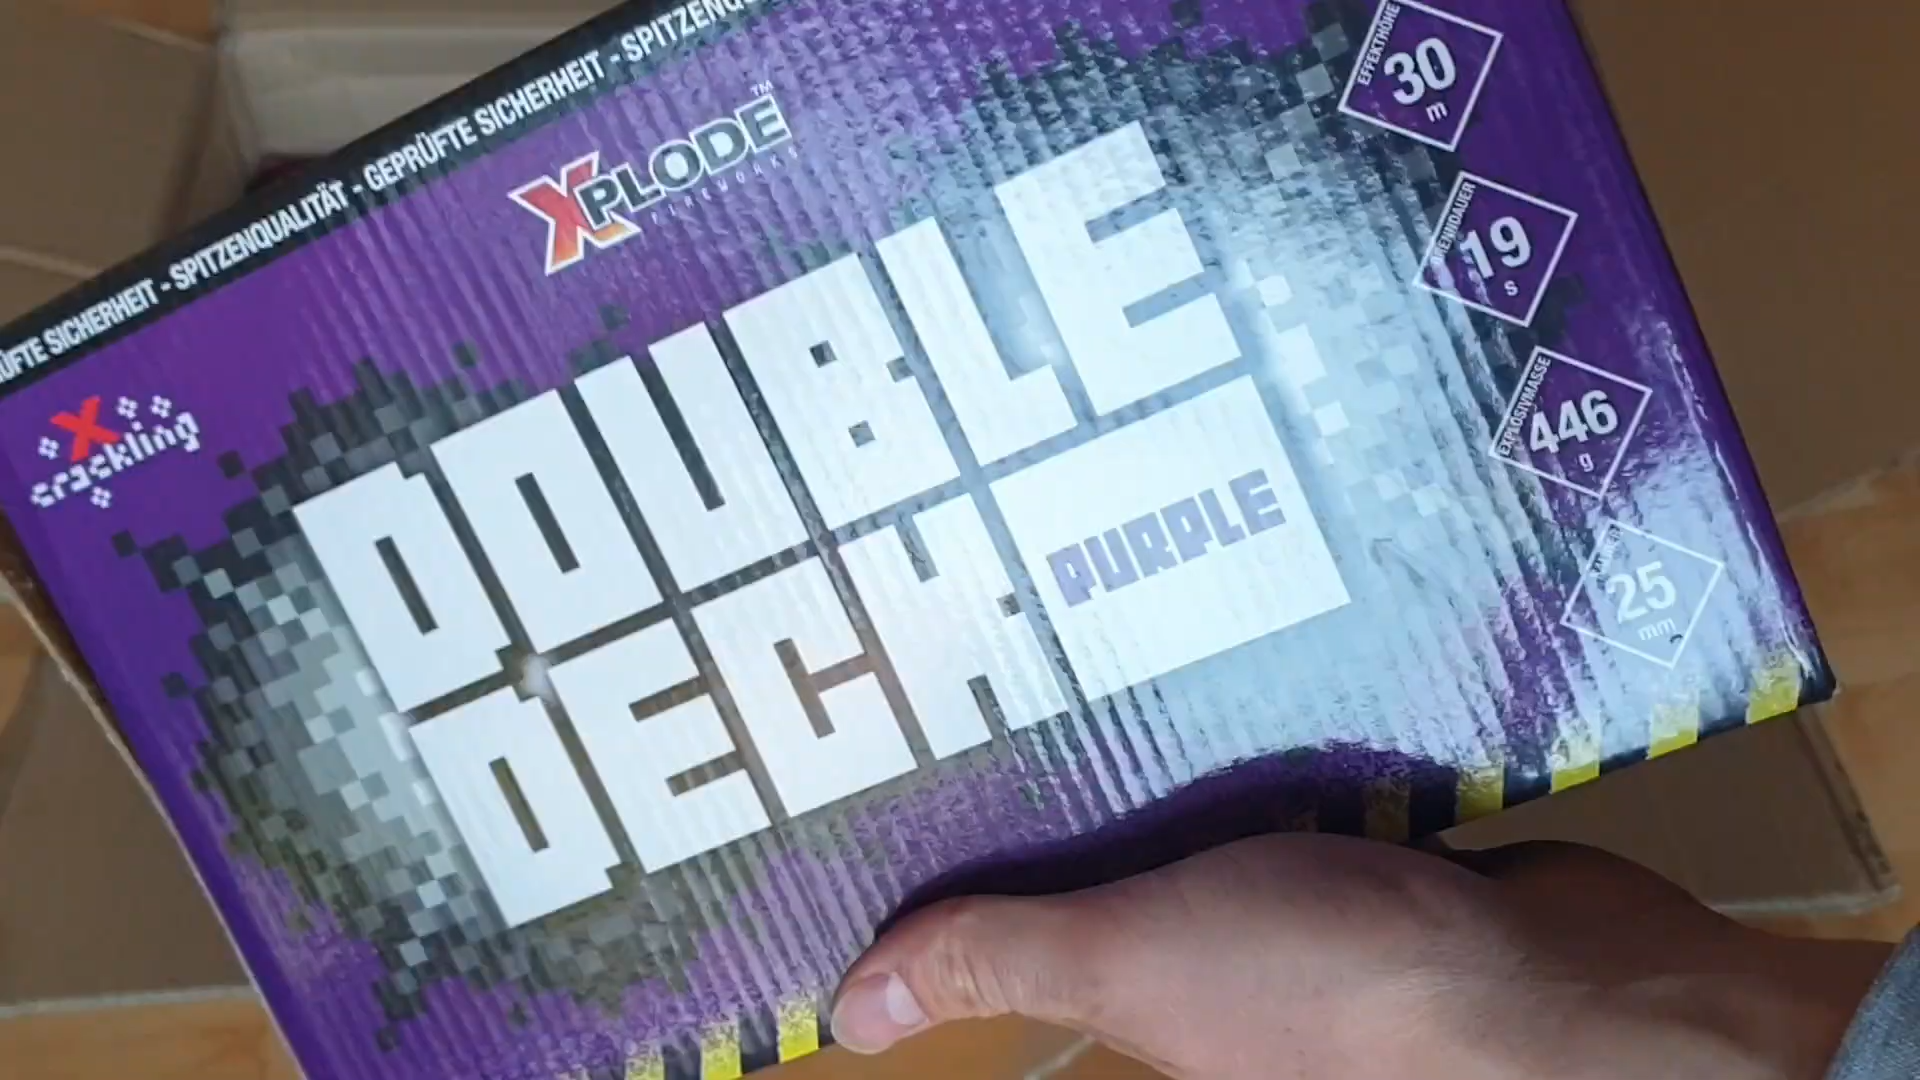 ÜFTE SICHERHEIT - SPITZENQUALITÄT - GEPRÜFTE SICHERHEIT - SPITZENQU
XPLODE™
FIREWORKS
X
crackling
DOUBLE
DECK
PURPLE
EFFEKTHÖHE
30
m
BRENNDAUER
19
s
EXPLOSIVMASSE
446
g
25
mm